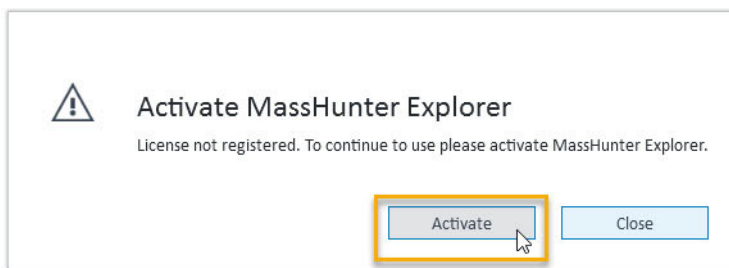 Activate MassHunter Explorer
License not registered. To continue to use please activate MassHunter Explorer.
Activate
Close